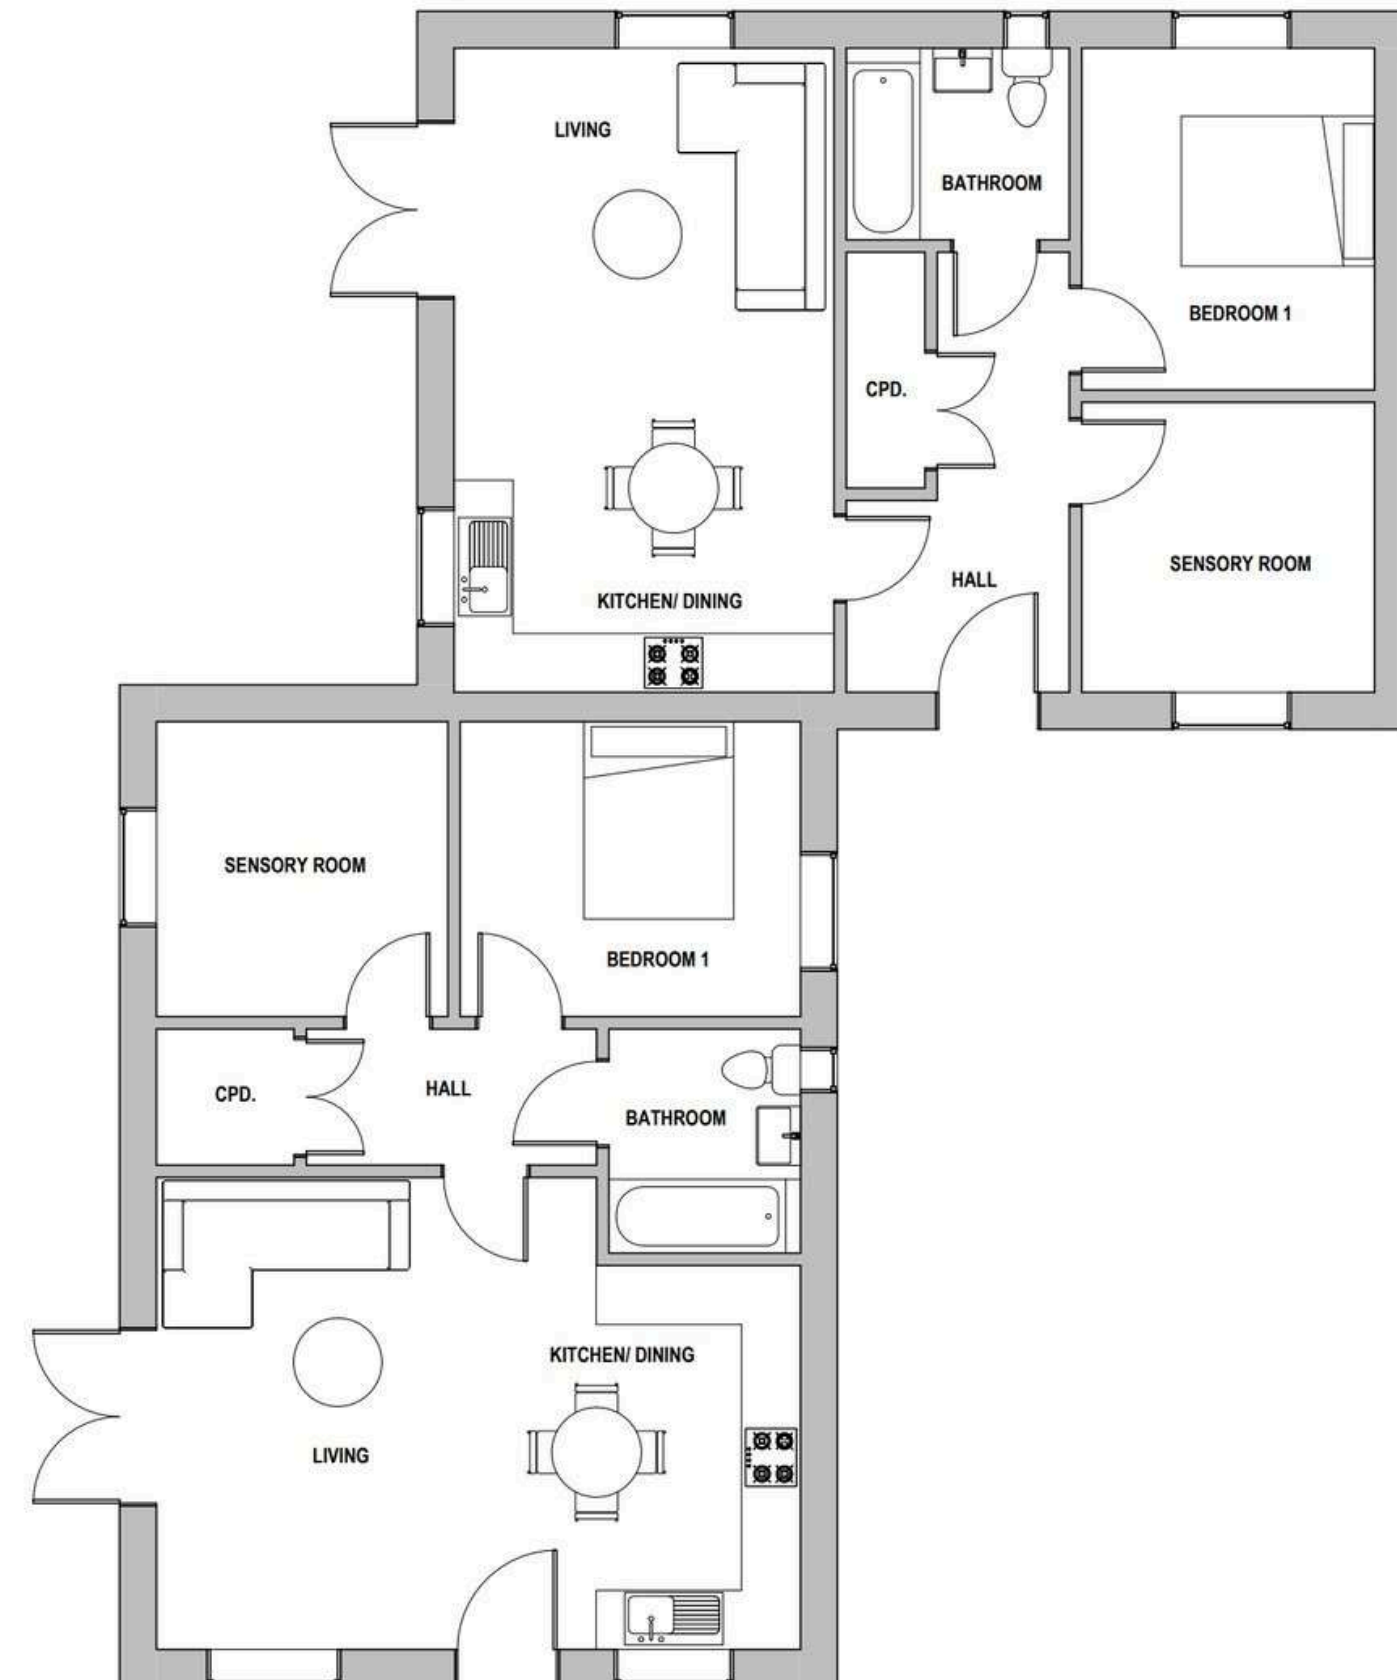 LIVING
BATHROOM
BEDROOM 1
CPD.
SENSORY ROOM
HALL
KITCHEN/ DINING
SENSORY ROOM
BEDROOM 1
HALL
CPD.
BATHROOM
KITCHEN/ DINING
LIVING